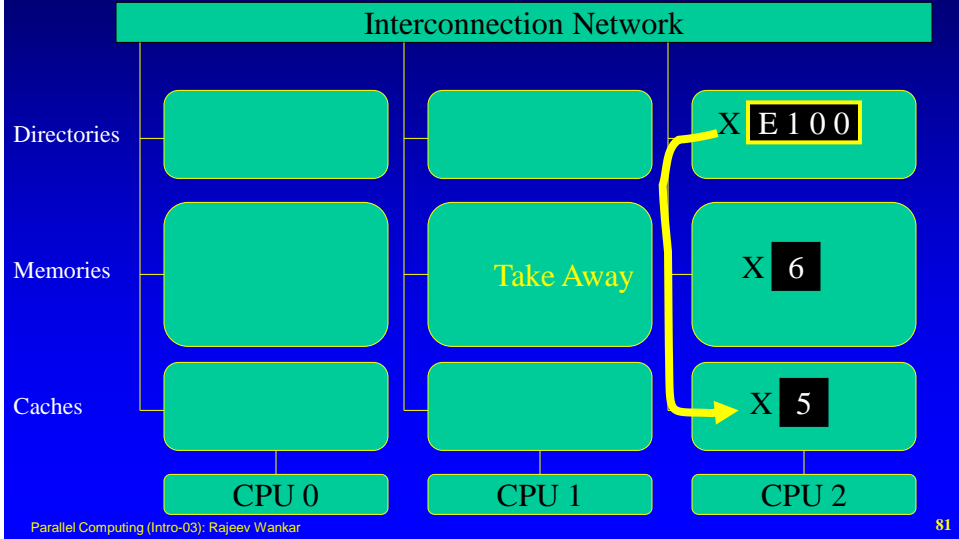 Interconnection Network
Directories
X E 1 0 0
Memories
Take Away
X 6
Caches
X 5
CPU 0
CPU 1
CPU 2
Parallel Computing (Intro-03): Rajeev Wankar
81